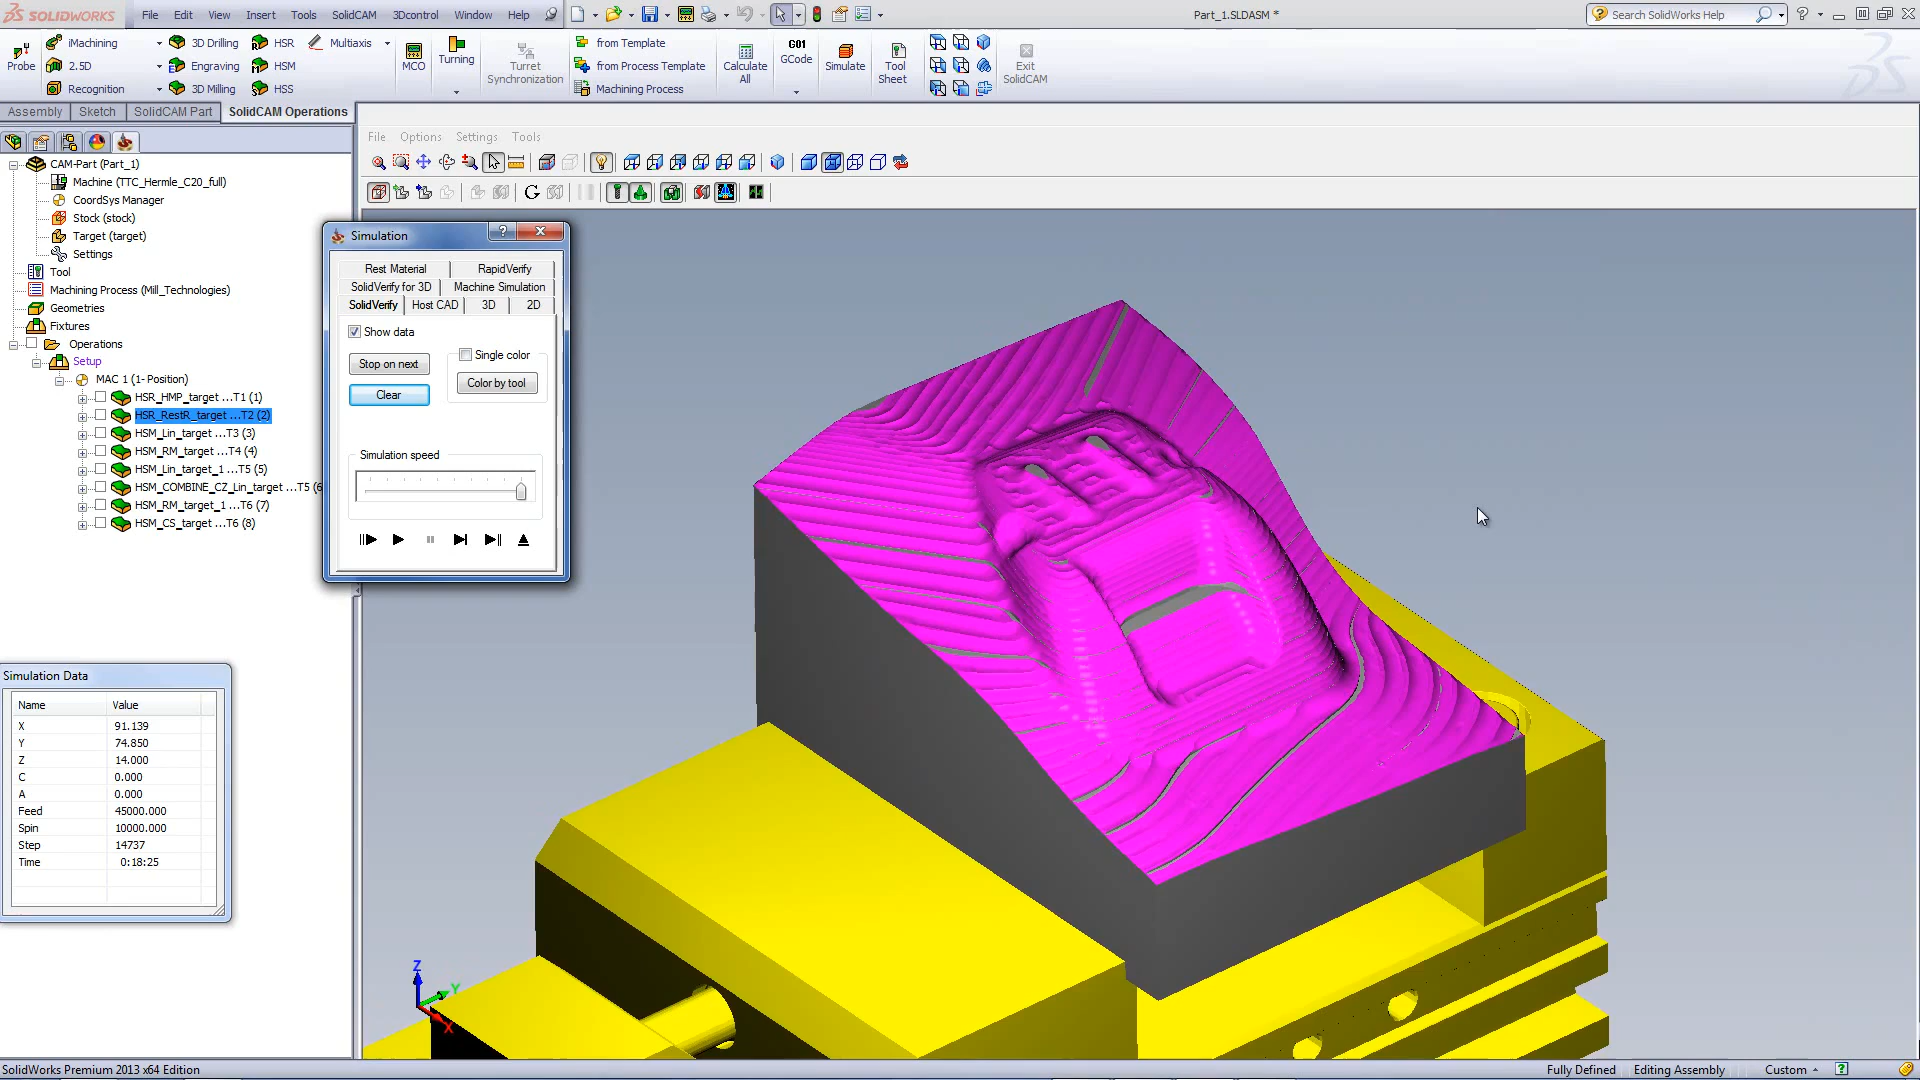 SOLIDWORKS File Edit View Insert Tools SolidCAM 3Dcontrol Window Help Part_1.SLDASM * Search SolidWorks Help
Probe
iMachining
2.5D
Recognition
3D Drilling
Engraving
3D Milling
HSR
HSM
HSS
Multiaxis
MCO
Turning
Turret
Synchronization
from Template
from Process Template
Machining Process
Calculate
All
G01
GCode
Simulate
Tool
Sheet
Exit
SolidCAM
Assembly Sketch SolidCAM Part SolidCAM Operations
File Options Settings Tools
CAM-Part (Part_1)
Machine (TTC_Hermle_C20_full)
CoordSys Manager
Stock (stock)
Target (target)
Settings
Tool
Machining Process (Mill_Technologies)
Geometries
Fixtures
Operations
Setup
MAC 1 (1- Position)
HSR_HMP_target ...T1 (1)
HSR_RestR_target ...T2 (2)
HSM_Lin_target ...T3 (3)
HSM_RM_target ...T4 (4)
HSM_Lin_target_1 ...T5 (5)
HSM_COMBINE_CZ_Lin_target ...T5 (6
HSM_RM_target_1 ...T6 (7)
HSM_CS_target ...T6 (8)
Simulation
Rest Material RapidVerify
SolidVerify for 3D Machine Simulation
SolidVerify Host CAD 3D 2D
Show data
Stop on next
Single color
Color by tool
Clear
Simulation speed
Simulation Data
Name Value
X 91.139
Y 74.850
Z 14.000
C 0.000
A 0.000
Feed 45000.000
Spin 10000.000
Step 14737
Time 0:18:25
Z
Y
X
SolidWorks Premium 2013 x64 Edition Fully Defined Editing Assembly Custom